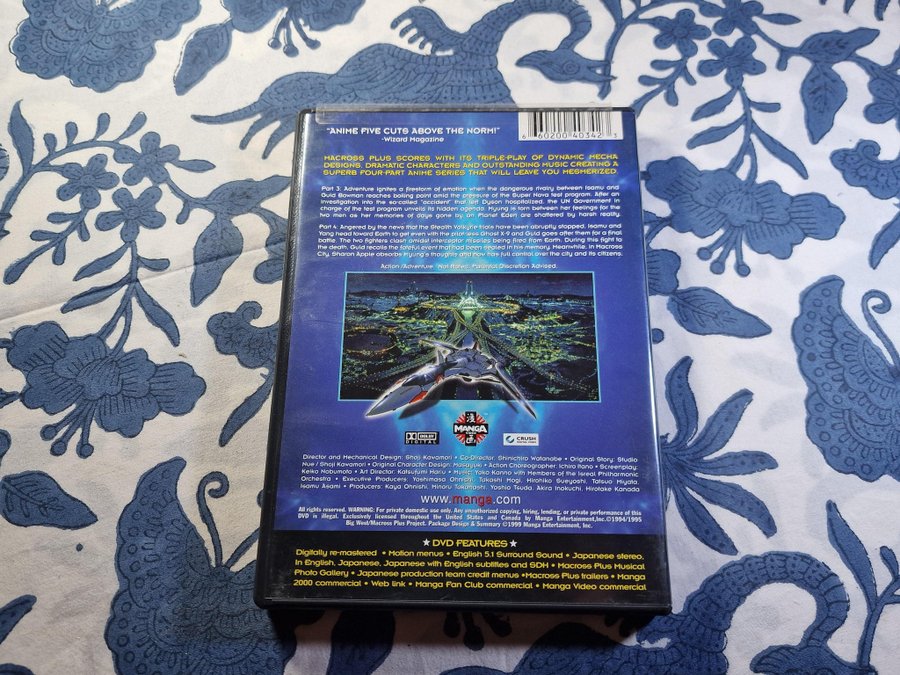 "ANIME FIVE CUTS ABOVE THE NORM!"
-Wizard Magazine
6 60200 40342 3
MACROSS PLUS SCORES WITH ITS TRIPLE-PLAY OF DYNAMIC MECHA
DESIGNS, DRAMATIC CHARACTERS AND OUTSTANDING MUSIC CREATING A
SUPERB FOUR-PART ANIME SERIES THAT WILL LEAVE YOU MESMERIZED.
Part 3: Adventure ignites a firestorm of emotion when the dangerous rivalry between Isamu and
Guld Bowman reaches boiling point amid the pressure of the Super Nova test program. After an
investigation into the so-called "accident" that left Dyson hospitalized, the UN Government in
charge of the test program unveils its hidden agenda. Myung is torn between her feelings for the
two men as her memories of days gone by on Planet Eden are shattered by harsh reality.
Part 4: Angered by the news that the Stealth Valkyrie trials have been abruptly stopped, Isamu and
Yang head toward Earth to get even with the pilot-less Ghost X-9 and Guld goes after them for a final
battle. The two fighters clash amidst interceptor missiles being fired from Earth. During this fight to
the death, Guld recalls the fateful event that had been sealed in his memory. Meanwhile, in Macross
City, Sharon Apple absorbs Myung's thoughts and now has full control over the city and its citizens.
Action/Adventure Not Rated. Parental Discretion Advised.
DOLBY
DIGITAL
MANGA
VIDEO
CRUSH
DIGITAL VIDEO
Director and Mechanical Design: Shoji Kawamori • Co-Director: Shinichiro Watanabe • Original Story: Studio
Nue / Shoji Kawamori • Original Character Design: Masayuki • Action Choreographer: Ichiro Itano • Screenplay:
Keiko Nobumoto • Art Director: Katsufumi Hariu • Music: Yoko Kanno with Members of the Isreal Philharmonic
Orchestra • Executive Producers: Yoshimasa Ohnishi, Takashi Mogi, Hirohiko Sueyoshi, Tatsuo Miyata,
Isamu Asami • Producers: Kaya Ohnishi, Minoru Takanashi, Yoshio Tsuda, Akira Inokuchi, Hirotake Kanada
www.manga.com
All rights reserved. WARNING: For private domestic use only. Any unauthorized copying, hiring, lending, or private performance of this
DVD is illegal. Exclusively licensed throughout the United States and Canada by Manga Entertainment,Inc.©1994/1995
Big West/Macross Plus Project. Package Design & Summary ©1999 Manga Entertainment, Inc.
★ DVD FEATURES ★
Digitally re-mastered • Motion menus • English 5.1 Surround Sound • Japanese stereo.
In English, Japanese, Japanese with English subtitles and SDH • Macross Plus Musical
Photo Gallery • Japanese production team credit menus •Macross Plus trailers • Manga
2000 commercial • Web link • Manga Fan Club commercial • Manga Video commercial